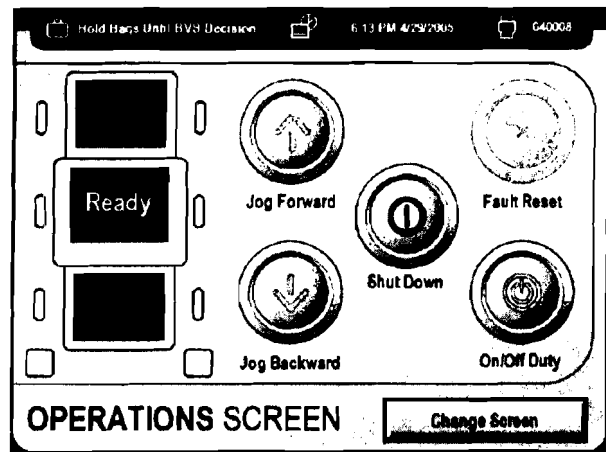 Hold Bags Until BVS Decision 6:13 PM 4/29/2005 640008
Ready
Jog Forward
Fault Reset
Shut Down
Jog Backward
On/Off Duty
OPERATIONS SCREEN
Change Screen